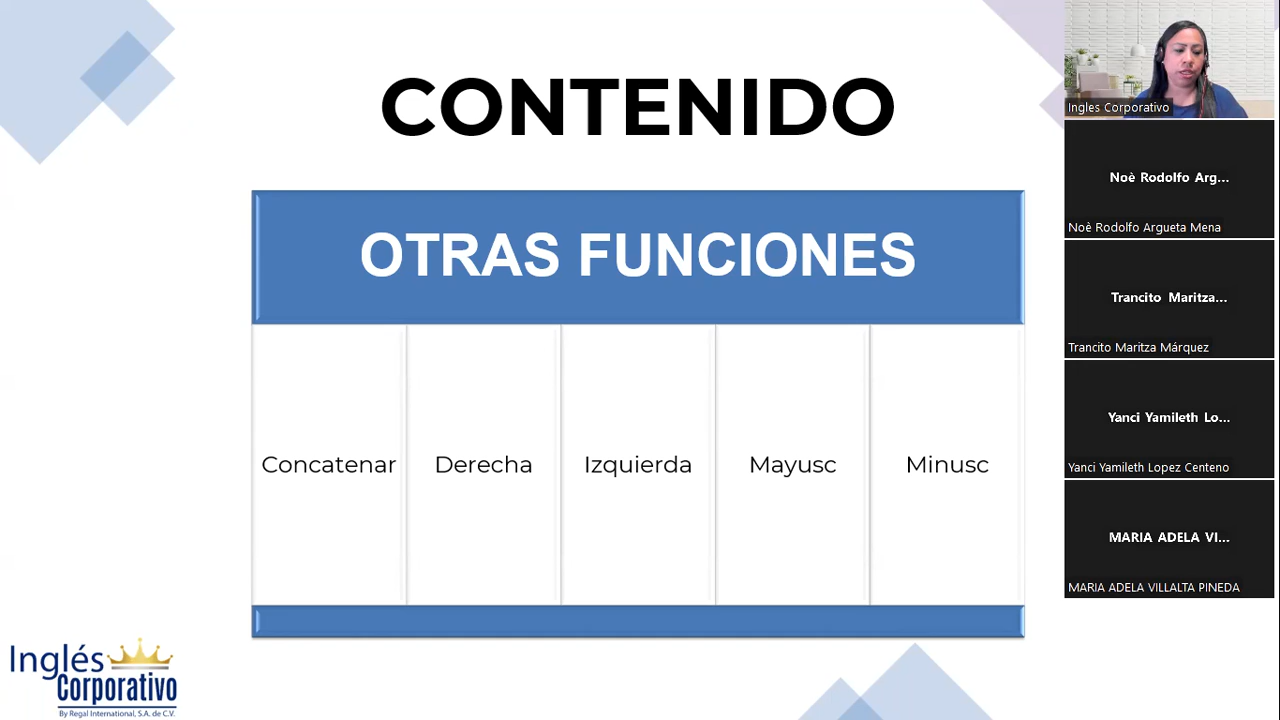 CONTENIDO
OTRAS FUNCIONES
Concatenar
Derecha
Izquierda
Mayusc
Minusc
Inglés
Corporativo
By Regal International, S.A. de C.V.
Ingles Corporativo
Noè Rodolfo Arg...
Noè Rodolfo Argueta Mena
Trancito Maritza...
Trancito Maritza Márquez
Yanci Yamileth Lo...
Yanci Yamileth Lopez Centeno
MARIA ADELA VI...
MARIA ADELA VILLALTA PINEDA